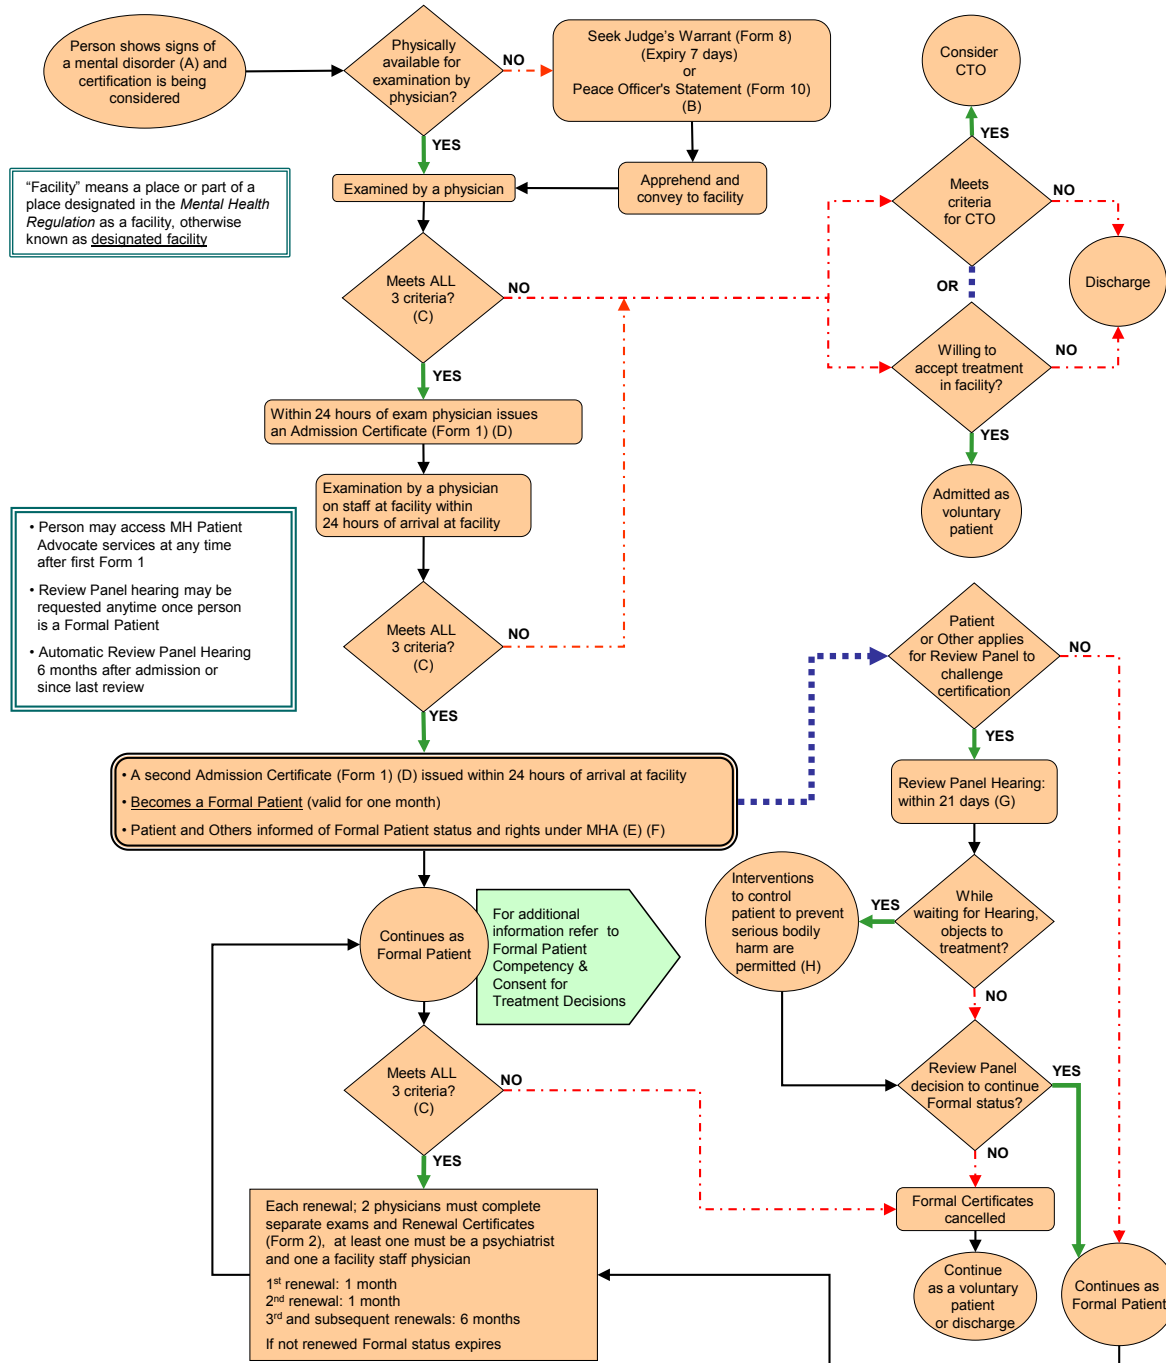 Person shows signs of
a mental disorder (A) and
certification is being
considered
Physically
available for
examination by
physician?
NO
Seek Judge's Warrant (Form 8)
(Expiry 7 days)
or
Peace Officer's Statement (Form 10)
(B)
Consider
CTO
YES
YES
"Facility" means a place or part of a
place designated in the Mental Health
Regulation as a facility, otherwise
known as designated facility
Examined by a physician
Apprehend and
convey to facility
Meets
criteria
for CTO
NO
Meets ALL
3 criteria?
(C)
NO
OR
Discharge
Willing to
accept treatment
in facility?
NO
YES
YES
Within 24 hours of exam physician issues
an Admission Certificate (Form 1) (D)
Examination by a physician
on staff at facility within
24 hours of arrival at facility
Admitted as
voluntary
patient
• Person may access MH Patient
Advocate services at any time
after first Form 1
• Review Panel hearing may be
requested anytime once person
is a Formal Patient
• Automatic Review Panel Hearing
6 months after admission or
since last review
Meets ALL
3 criteria?
(C)
NO
Patient
or Other applies
for Review Panel to
challenge
certification
NO
YES
YES
• A second Admission Certificate (Form 1) (D) issued within 24 hours of arrival at facility
• Becomes a Formal Patient (valid for one month)
• Patient and Others informed of Formal Patient status and rights under MHA (E) (F)
Review Panel Hearing:
within 21 days (G)
Interventions
to control
patient to prevent
serious bodily
harm are
permitted (H)
YES
While
waiting for Hearing,
objects to
treatment?
NO
Continues as
Formal Patient
For additional
information refer to
Formal Patient
Competency &
Consent for
Treatment Decisions
Meets ALL
3 criteria?
(C)
NO
Review Panel
decision to continue
Formal status?
YES
NO
YES
Each renewal; 2 physicians must complete
separate exams and Renewal Certificates
(Form 2), at least one must be a psychiatrist
and one a facility staff physician
1st renewal: 1 month
2nd renewal: 1 month
3rd and subsequent renewals: 6 months
If not renewed Formal status expires
Formal Certificates
cancelled
Continue
as a voluntary
patient
or discharge
Continues as
Formal Patient